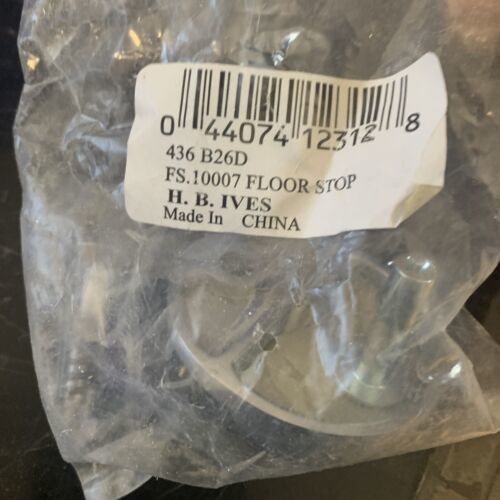 0 44074 12312 8
436 B26D
FS.10007 FLOOR STOP
H. B. IVES
Made In CHINA